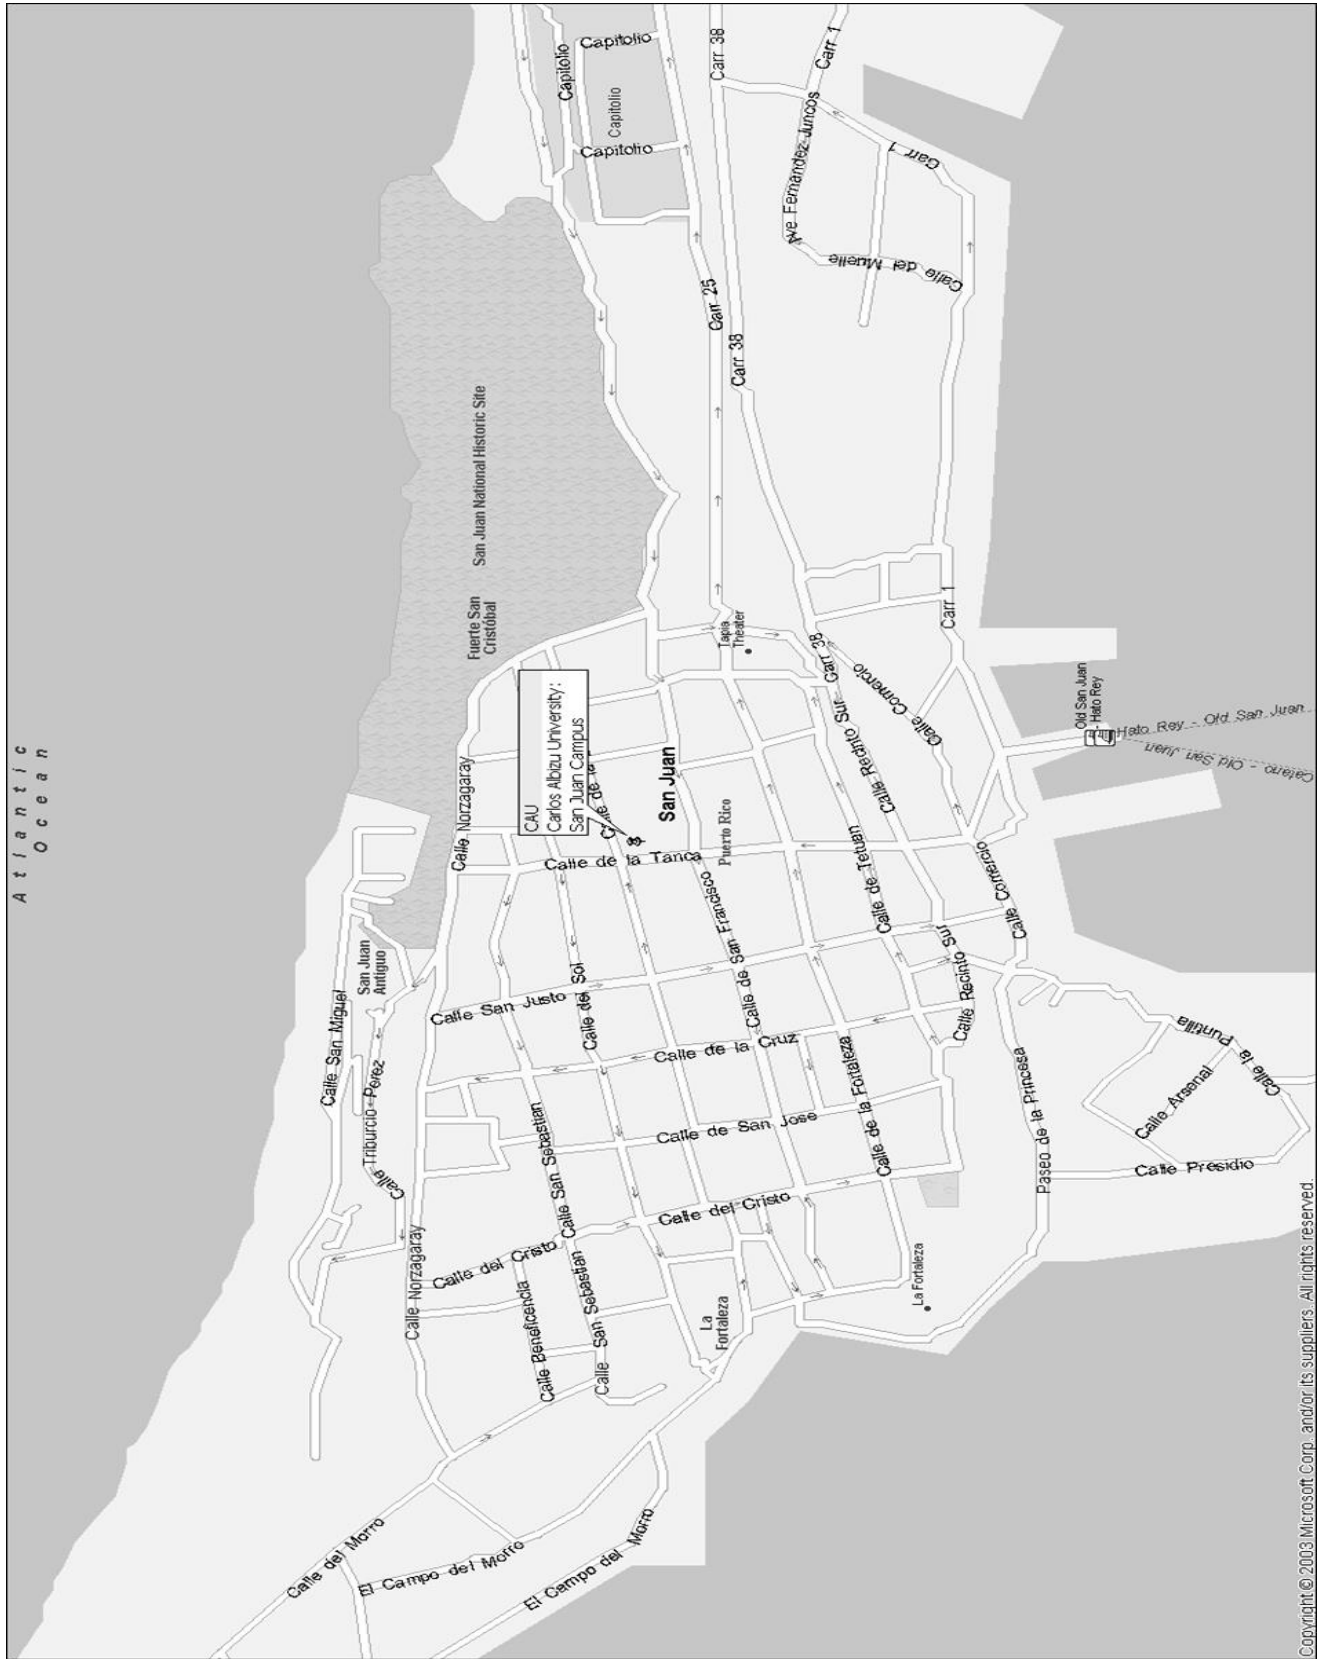 Atlantic
Ocean
Capitolio
Capitolio
Capitolio
Capitolio
Carr 38
Carr 1
Ave Fernandez Juncos
Carr 1
Calle del Muelle
Carr 25
Carr 38
San Juan National Historic Site
Fuerte San
Cristóbal
Tapia
Theater
Carr 38
Carr 1
Calle Comercio
Calle Recinto Sur
Old San Juan
- Hato Rey
Hato Rey - Old San Juan
Catano - Old San Juan
CAU
Carlos Albizu University:
San Juan Campus
San Juan
Puerto Rico
Calle Norzagaray
Calle de la Tanca
Calle de San Francisco
Calle de Tetuan
Calle Comercio
San Juan
Antiguo
Calle San Miguel
Calle San Justo
Calle del Sol
Calle Recinto Sur
Calle de la Cruz
Calle Triburcio Perez
Calle San Sebastian
Calle de San Jose
Calle de la Fortaleza
Paseo de la Princesa
Calle la Puntilla
Calle Arsenal
Calle Presidio
Calle Norzagaray
Calle del Cristo
Calle del Cristo
Calle San Sebastian
Calle Beneficencia
La
Fortaleza
La Fortaleza
Calle del Morro
El Campo del Morro
El Campo del Morro
Copyright © 2003 Microsoft Corp. and/or its suppliers. All rights reserved.